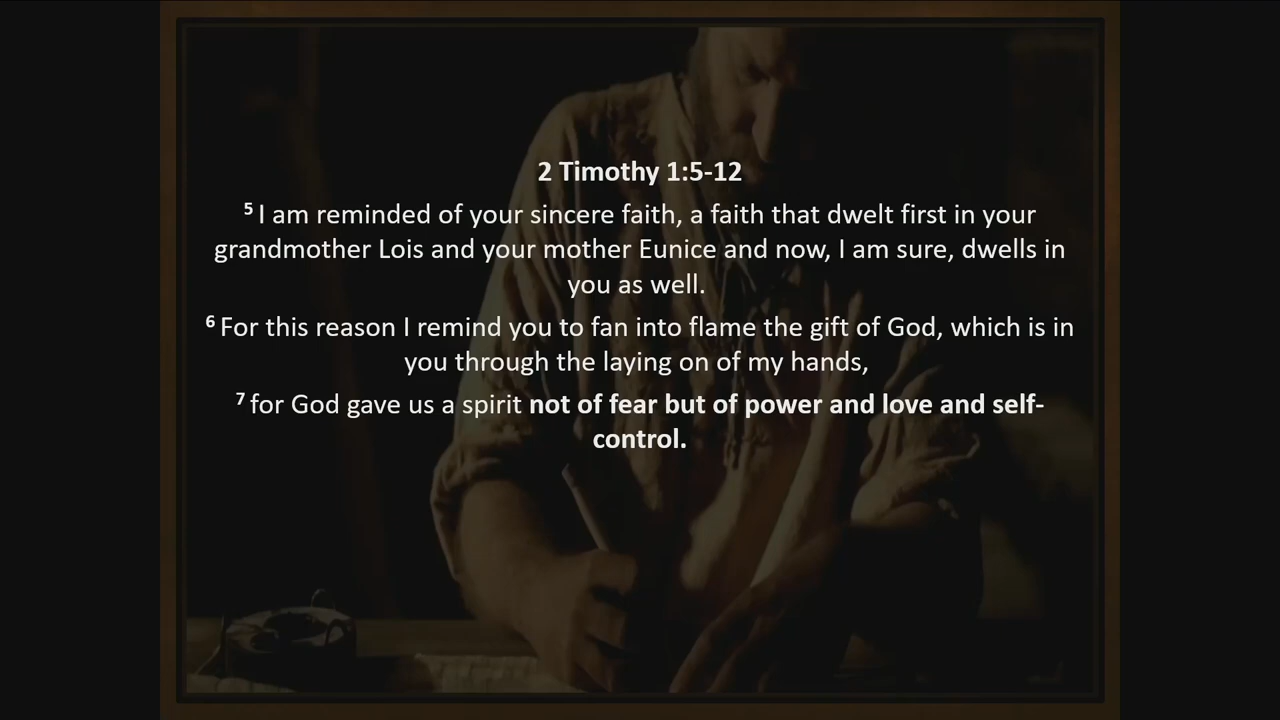 2 Timothy 1:5-12
5 I am reminded of your sincere faith, a faith that dwelt first in your
grandmother Lois and your mother Eunice and now, I am sure, dwells in
you as well.
6 For this reason I remind you to fan into flame the gift of God, which is in
you through the laying on of my hands,
7 for God gave us a spirit not of fear but of power and love and self-
control.